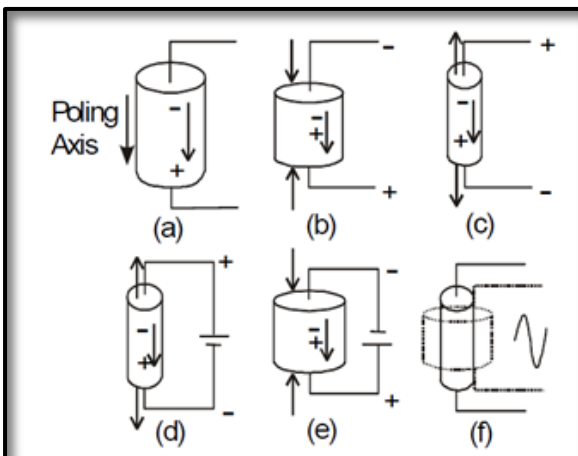 Poling
Axis
-
+
(a)
-
-
+
+
(b)
+
-
+
-
(c)
+
-
+
-
(d)
-
-
+
+
(e)
(f)